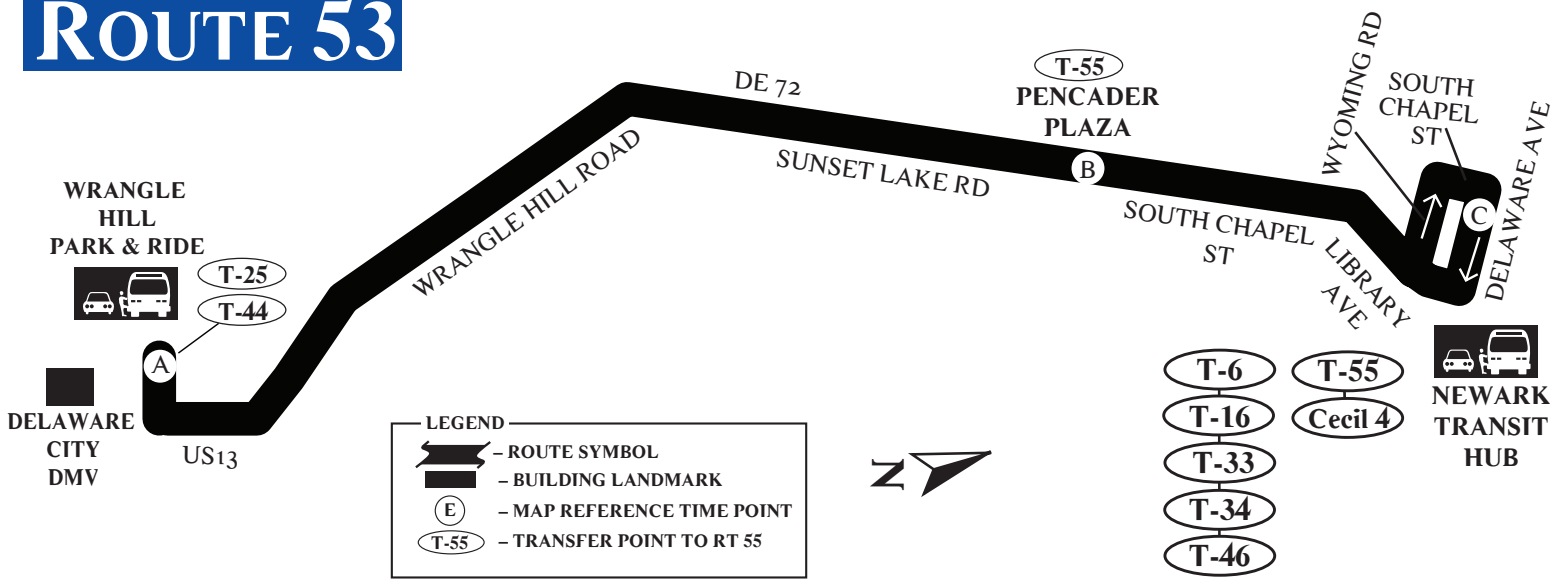 ROUTE 53
DE 72
T-55
PENCADER
PLAZA
WYOMING RD
SOUTH
CHAPEL
ST
DELAWARE AVE
WRANGLE
HILL
PARK & RIDE
T-25
T-44
A
DELAWARE
CITY
DMV
US13
WRANGLE HILL ROAD
SUNSET LAKE RD
B
SOUTH CHAPEL
ST
LIBRARY
AVE
C
LEGEND
– ROUTE SYMBOL
– BUILDING LANDMARK
E – MAP REFERENCE TIME POINT
T-55 – TRANSFER POINT TO RT 55
N
T-6
T-16
T-33
T-34
T-46
T-55
Cecil 4
NEWARK
TRANSIT
HUB